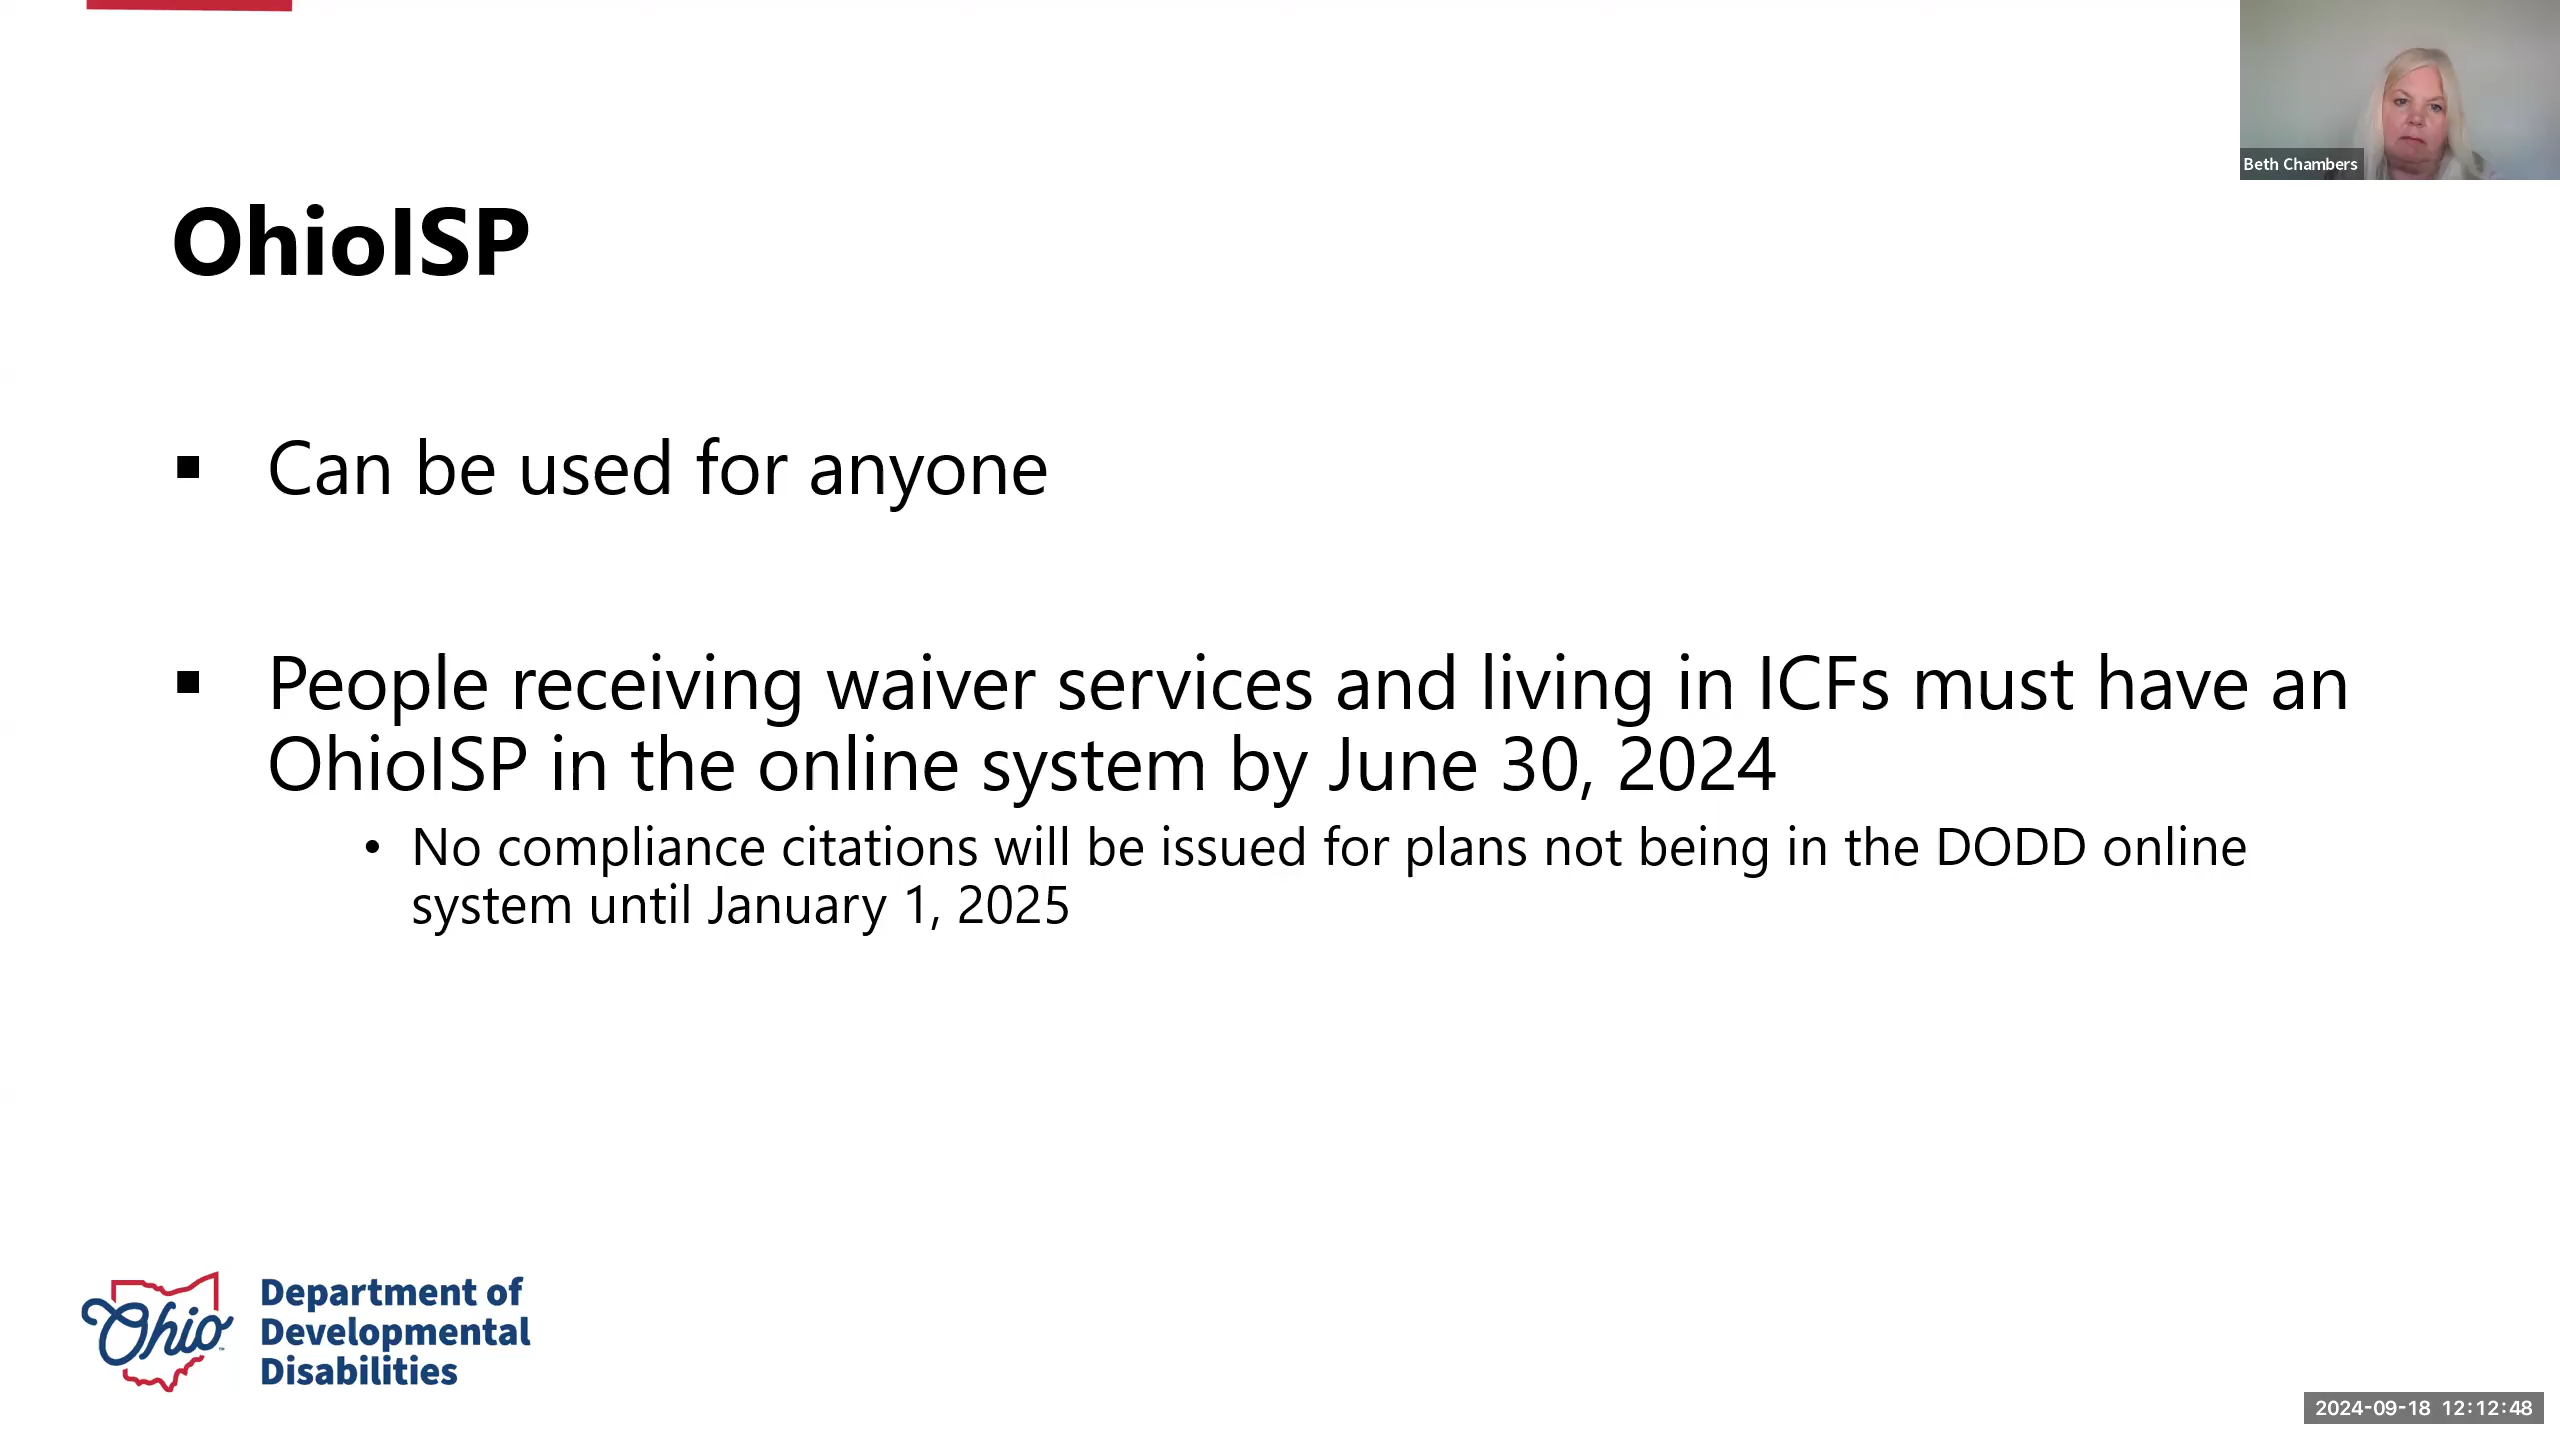 Beth Chambers
OhioISP
▪ Can be used for anyone
▪ People receiving waiver services and living in ICFs must have an
OhioISP in the online system by June 30, 2024
• No compliance citations will be issued for plans not being in the DODD online
system until January 1, 2025
Ohio
Department of
Developmental
Disabilities
2024-09-18 12:12:48